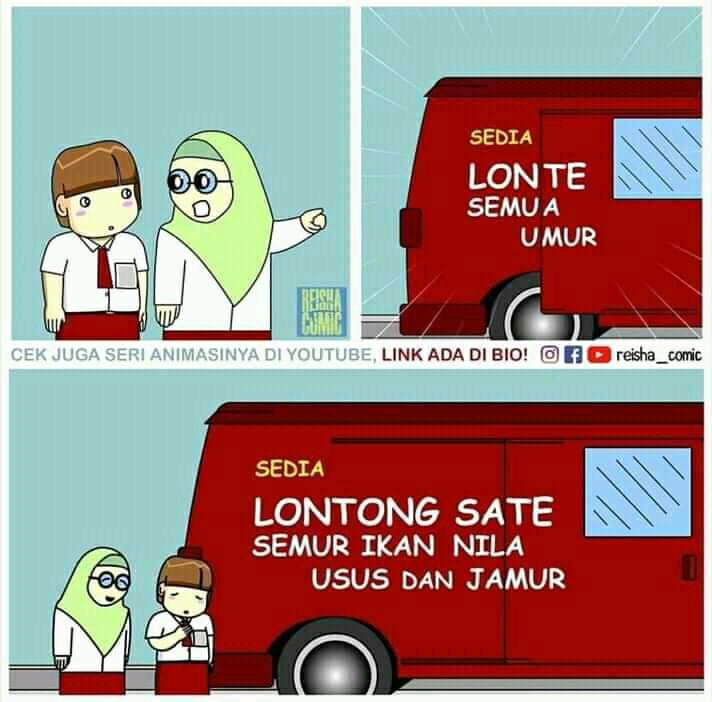 REISHA
COMIC
SEDIA
LONTE
SEMUA
UMUR
CEK JUGA SERI ANIMASINYA DI YOUTUBE, LINK ADA DI BIO! reisha_comic
SEDIA
LONTONG SATE
SEMUR IKAN NILA
USUS DAN JAMUR